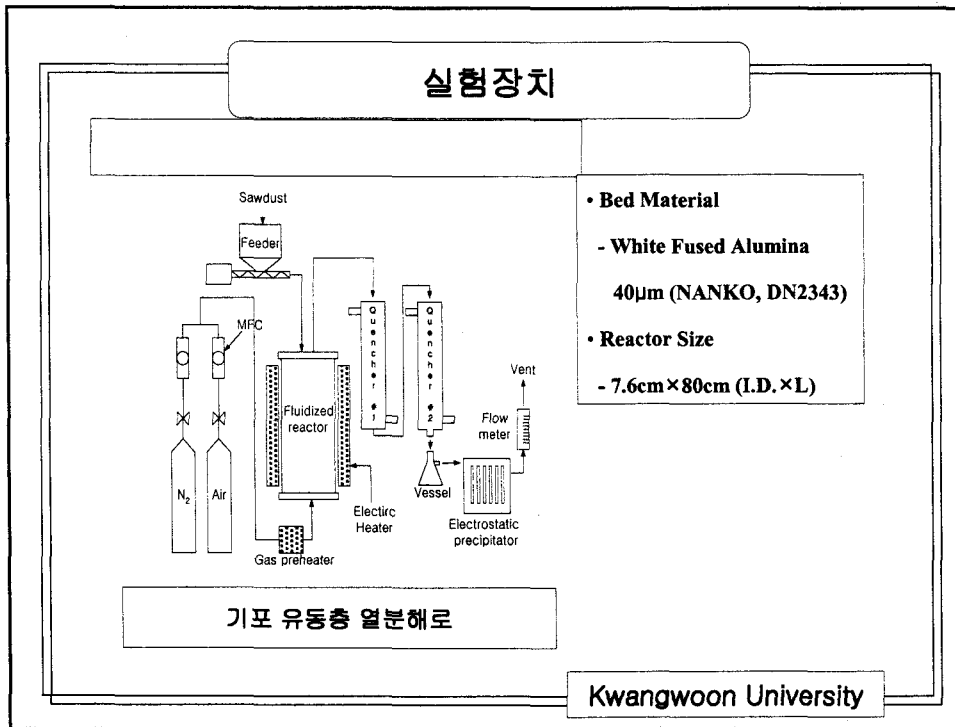 실험장치
Sawdust
Feeder
MFC
Quencher #1
Quencher #2
Fluidized
reactor
N₂
Air
Electirc
Heater
Gas preheater
Vessel
Vent
Flow
meter
Electrostatic
precipitator
• Bed Material
- White Fused Alumina
40μm (NANKO, DN2343)
• Reactor Size
- 7.6cm×80cm (I.D.×L)
기포 유동층 열분해로
Kwangwoon University